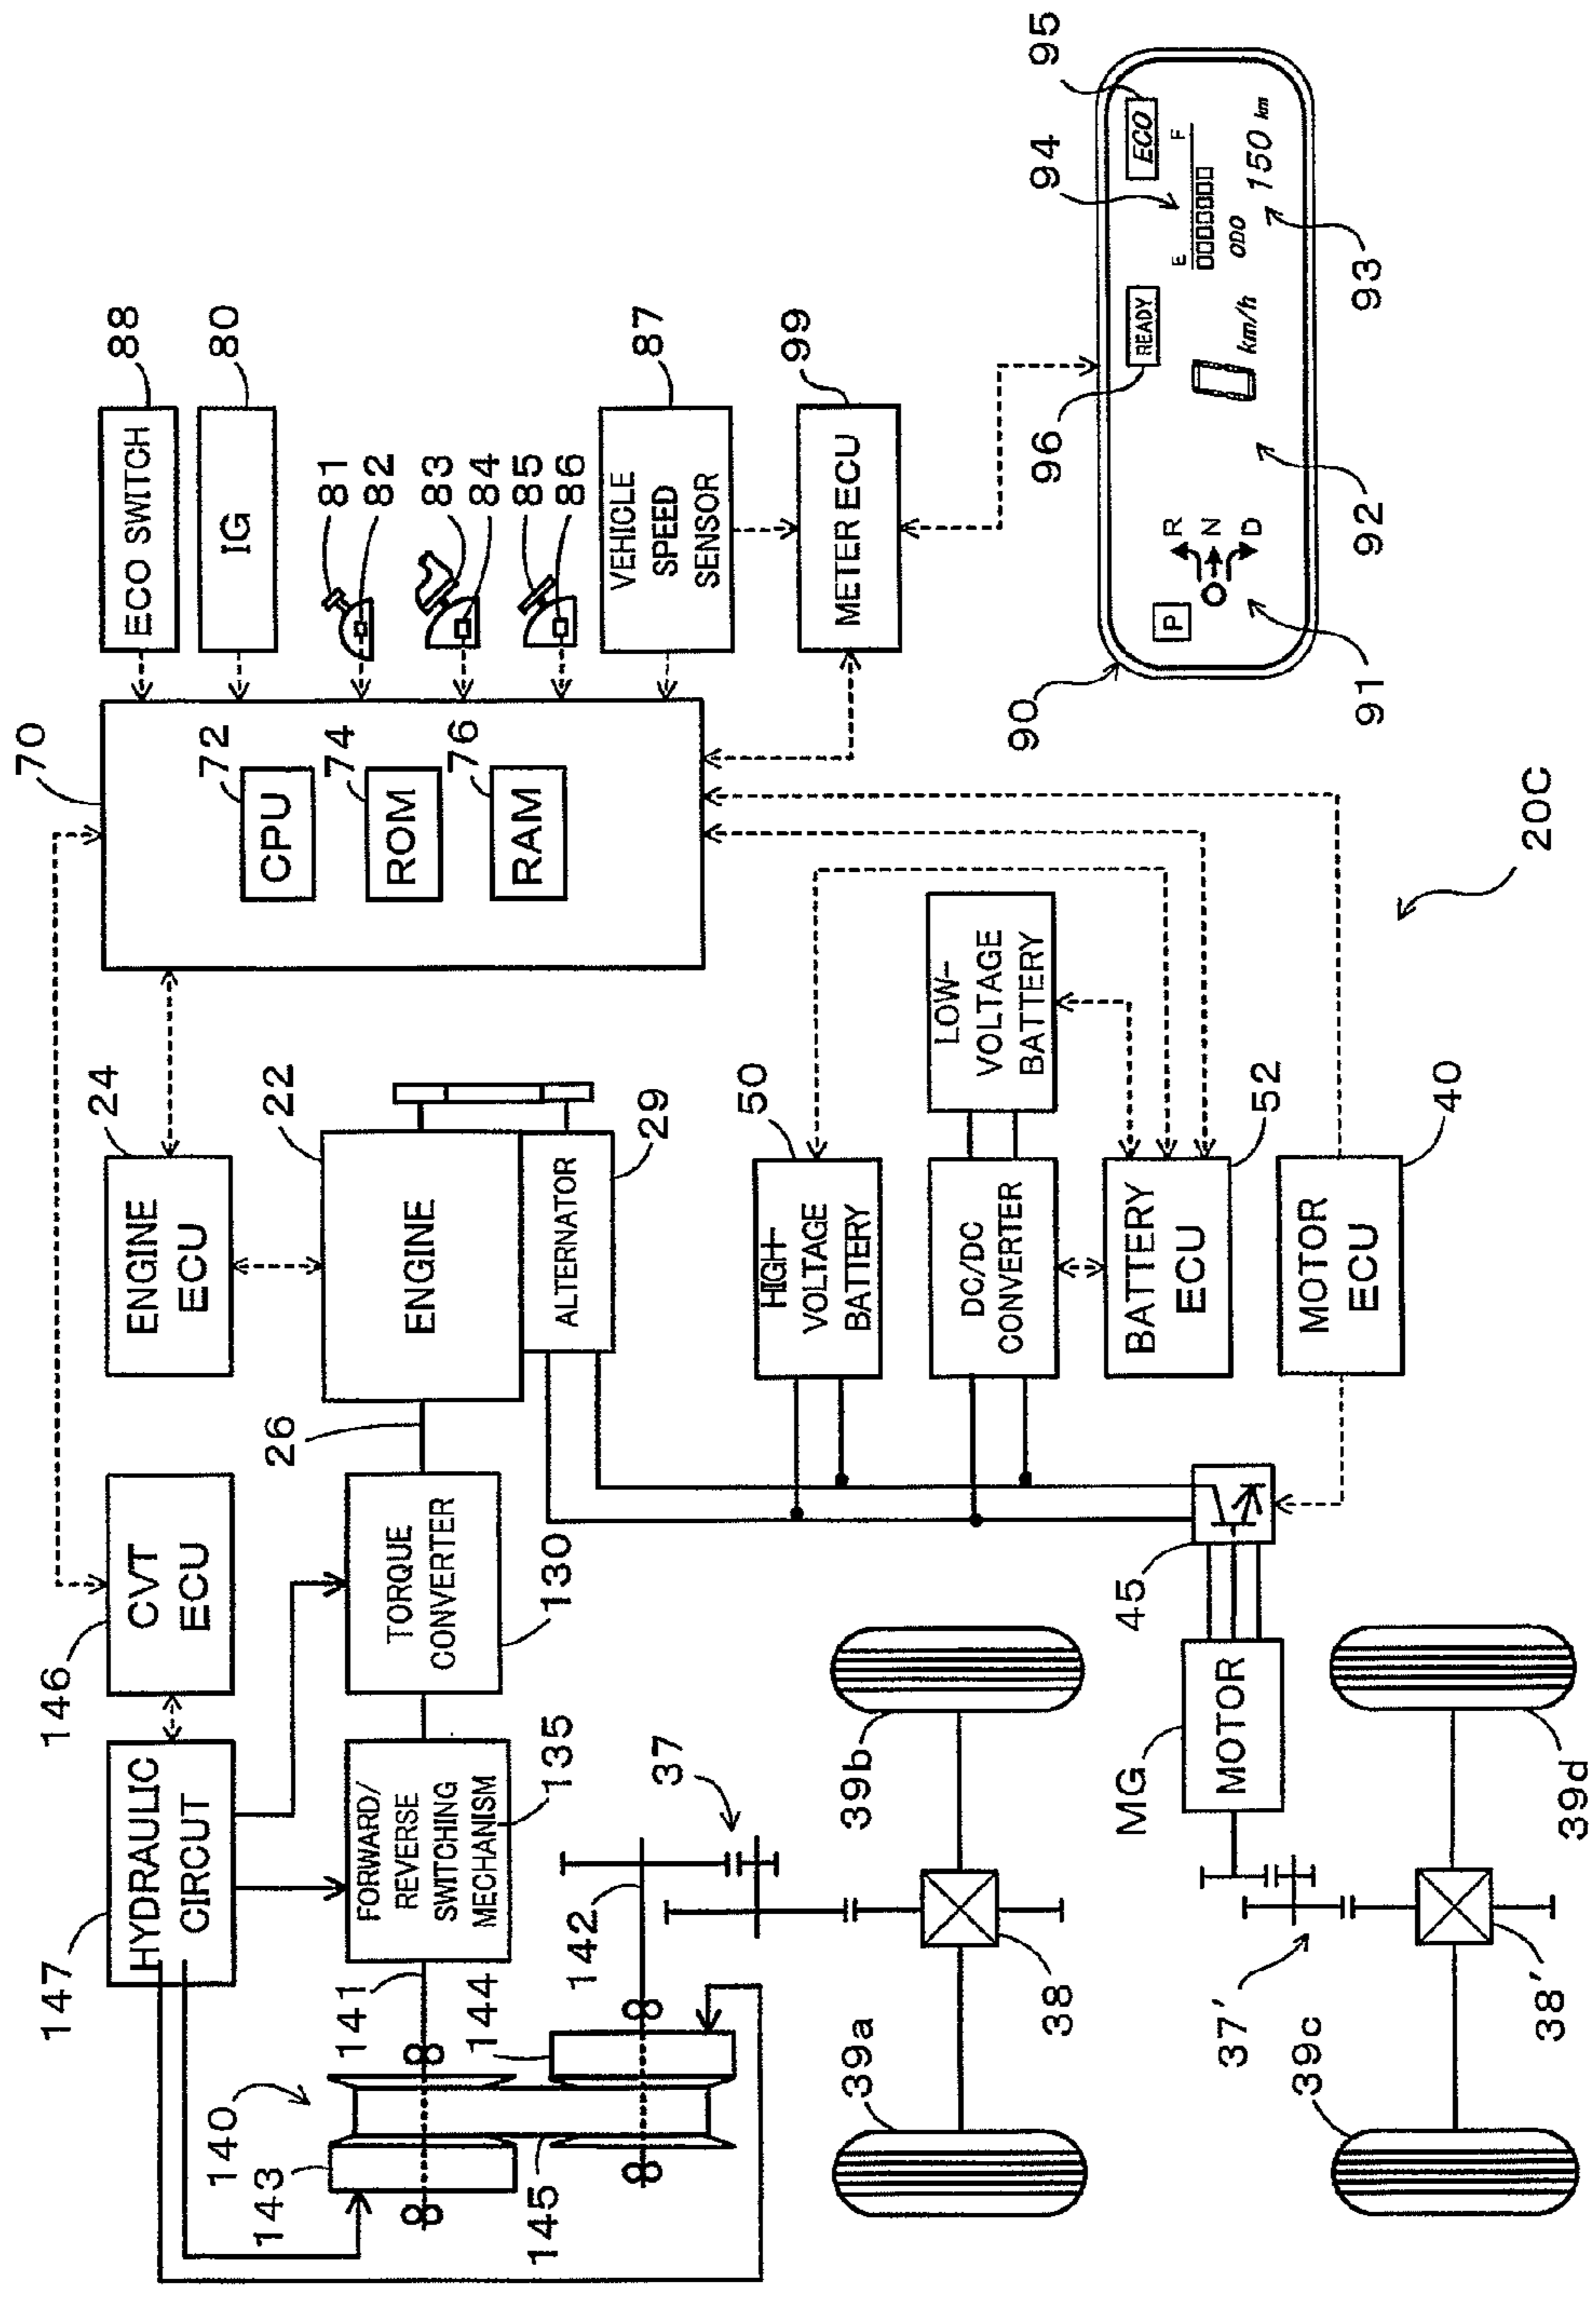 147
HYDRAULIC
CIRCUT
146
CVT
ECU
24
ENGINE
ECU
70
72
CPU
74
ROM
76
RAM
88
ECO SWITCH
80
IG
81
82
83
84
85
86
87
VEHICLE
SPEED
SENSOR
99
METER ECU
140
143
145
141
144
142
FORWARD/
REVERSE
SWITCHING
MECHANISM
135
TORQUE
CONVERTER
130
26
22
ENGINE
29
ALTERNATOR
50
HIGH-
VOLTAGE
BATTERY
LOW-
VOLTAGE
BATTERY
DC/DC
CONVERTER
BATTERY
ECU
52
MOTOR
ECU
40
37
39a
39b
38
MG
MOTOR
45
37'
38'
39c
39d
20C
90
P
R
N
D
91
92
km/h
96
READY
94
95
ECO
E
F
ODO
150 km
93